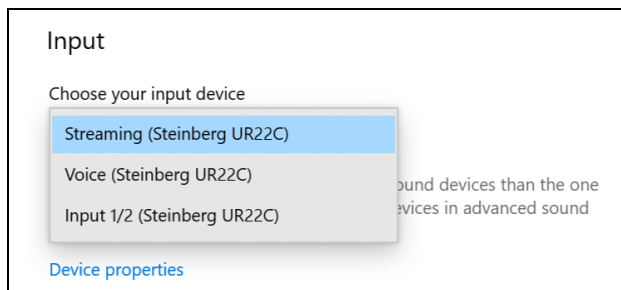 Input
Choose your input device
Streaming (Steinberg UR22C)
Voice (Steinberg UR22C)
Input 1/2 (Steinberg UR22C)
ound devices than the one
evices in advanced sound
Device properties